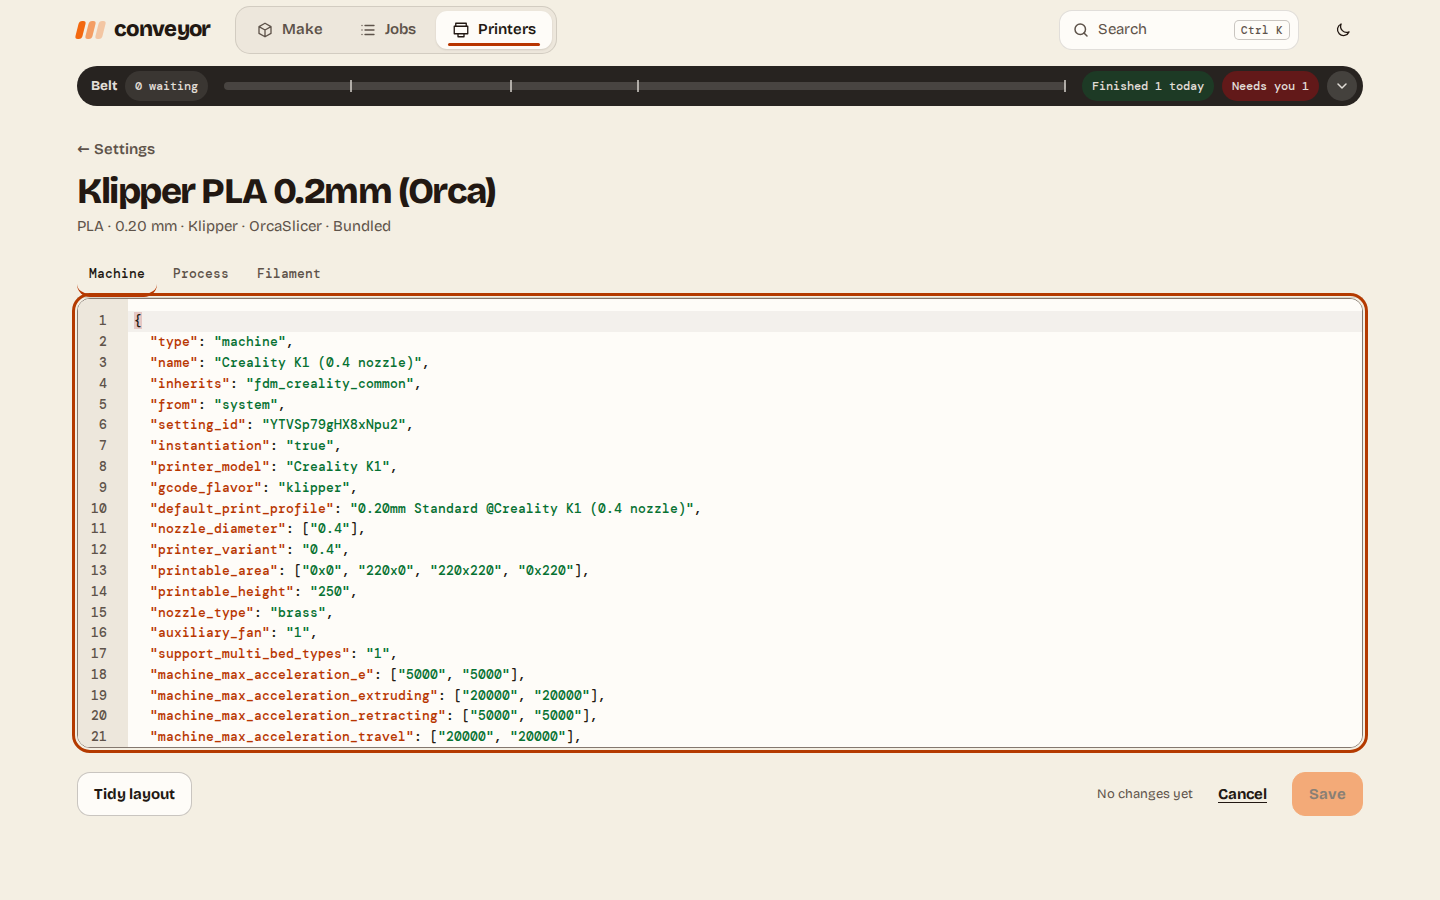 conveyor
Make
Jobs
Printers
Search
Ctrl K
Belt
0 waiting
Finished 1 today
Needs you 1
← Settings
Klipper PLA 0.2mm (Orca)
PLA · 0.20 mm · Klipper · OrcaSlicer · Bundled
Machine
Process
Filament
1 {
2 "type": "machine",
3 "name": "Creality K1 (0.4 nozzle)",
4 "inherits": "fdm_creality_common",
5 "from": "system",
6 "setting_id": "YTVSp79gHX8xNpu2",
7 "instantiation": "true",
8 "printer_model": "Creality K1",
9 "gcode_flavor": "klipper",
10 "default_print_profile": "0.20mm Standard @Creality K1 (0.4 nozzle)",
11 "nozzle_diameter": ["0.4"],
12 "printer_variant": "0.4",
13 "printable_area": ["0x0", "220x0", "220x220", "0x220"],
14 "printable_height": "250",
15 "nozzle_type": "brass",
16 "auxiliary_fan": "1",
17 "support_multi_bed_types": "1",
18 "machine_max_acceleration_e": ["5000", "5000"],
19 "machine_max_acceleration_extruding": ["20000", "20000"],
20 "machine_max_acceleration_retracting": ["5000", "5000"],
21 "machine_max_acceleration_travel": ["20000", "20000"],
Tidy layout
No changes yet
Cancel
Save